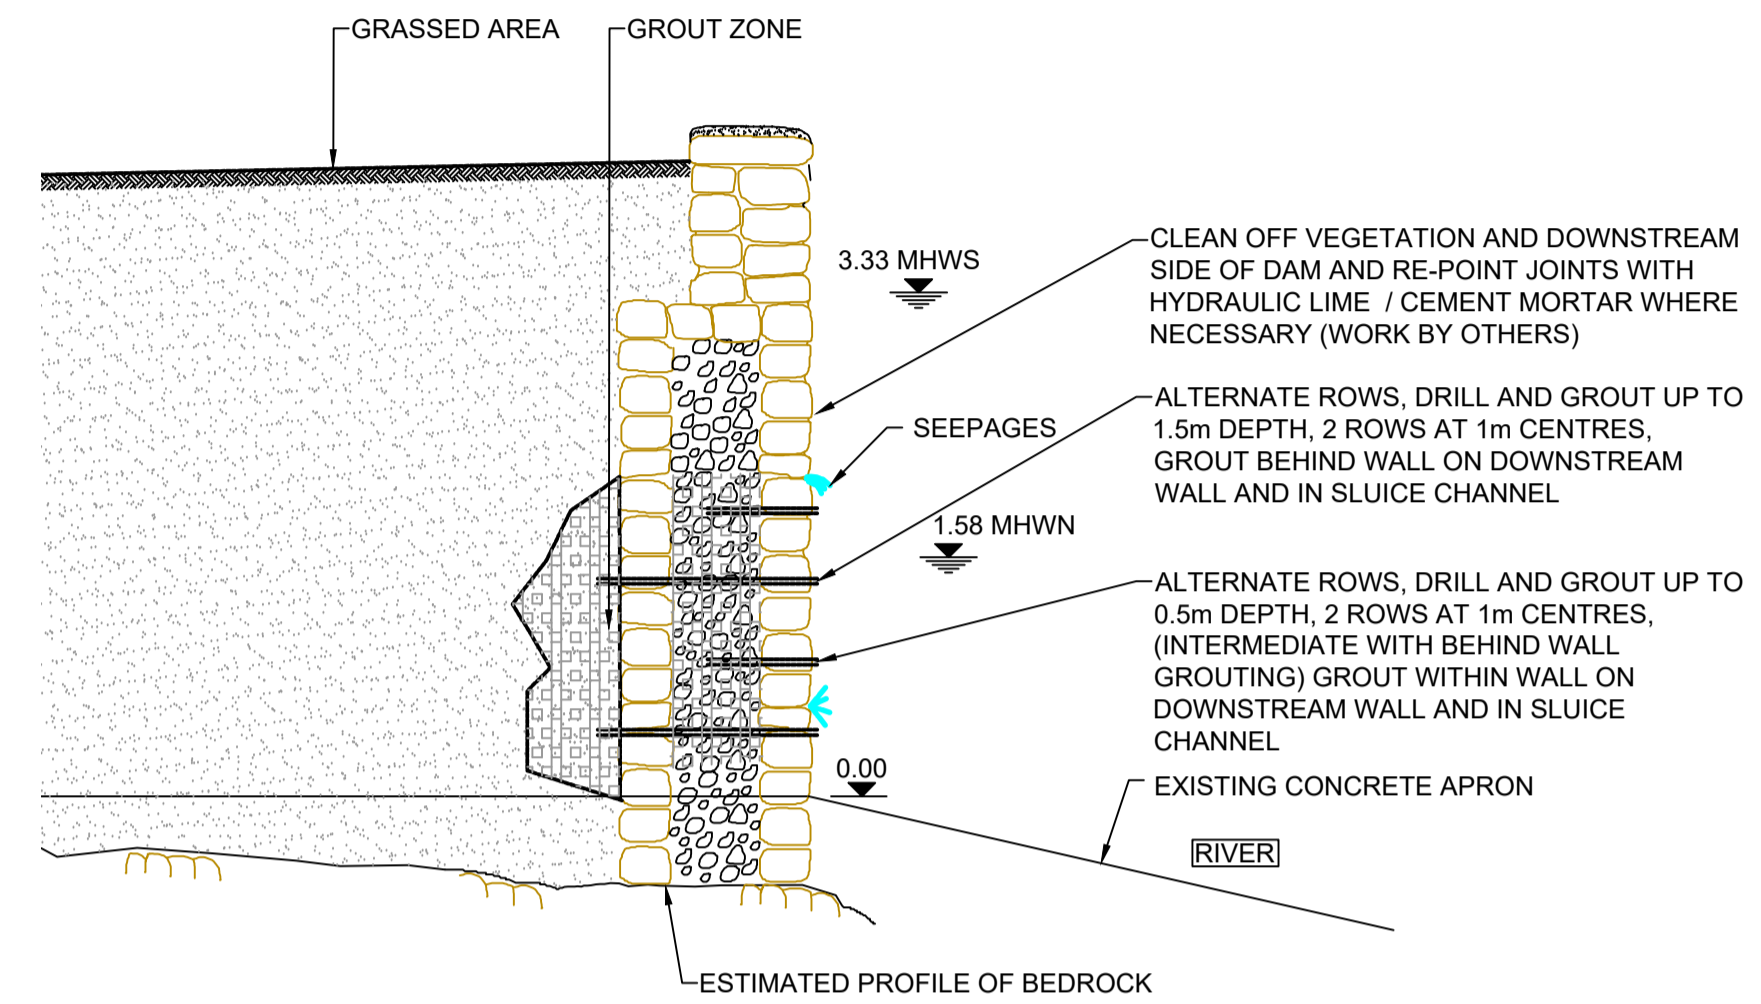 GRASSED AREA
GROUT ZONE
3.33 MHWS
CLEAN OFF VEGETATION AND DOWNSTREAM
SIDE OF DAM AND RE-POINT JOINTS WITH
HYDRAULIC LIME / CEMENT MORTAR WHERE
NECESSARY (WORK BY OTHERS)
SEEPAGES
ALTERNATE ROWS, DRILL AND GROUT UP TO
1.5m DEPTH, 2 ROWS AT 1m CENTRES,
GROUT BEHIND WALL ON DOWNSTREAM
WALL AND IN SLUICE CHANNEL
1.58 MHWN
ALTERNATE ROWS, DRILL AND GROUT UP TO
0.5m DEPTH, 2 ROWS AT 1m CENTRES,
(INTERMEDIATE WITH BEHIND WALL
GROUTING) GROUT WITHIN WALL ON
DOWNSTREAM WALL AND IN SLUICE
CHANNEL
0.00
EXISTING CONCRETE APRON
RIVER
ESTIMATED PROFILE OF BEDROCK